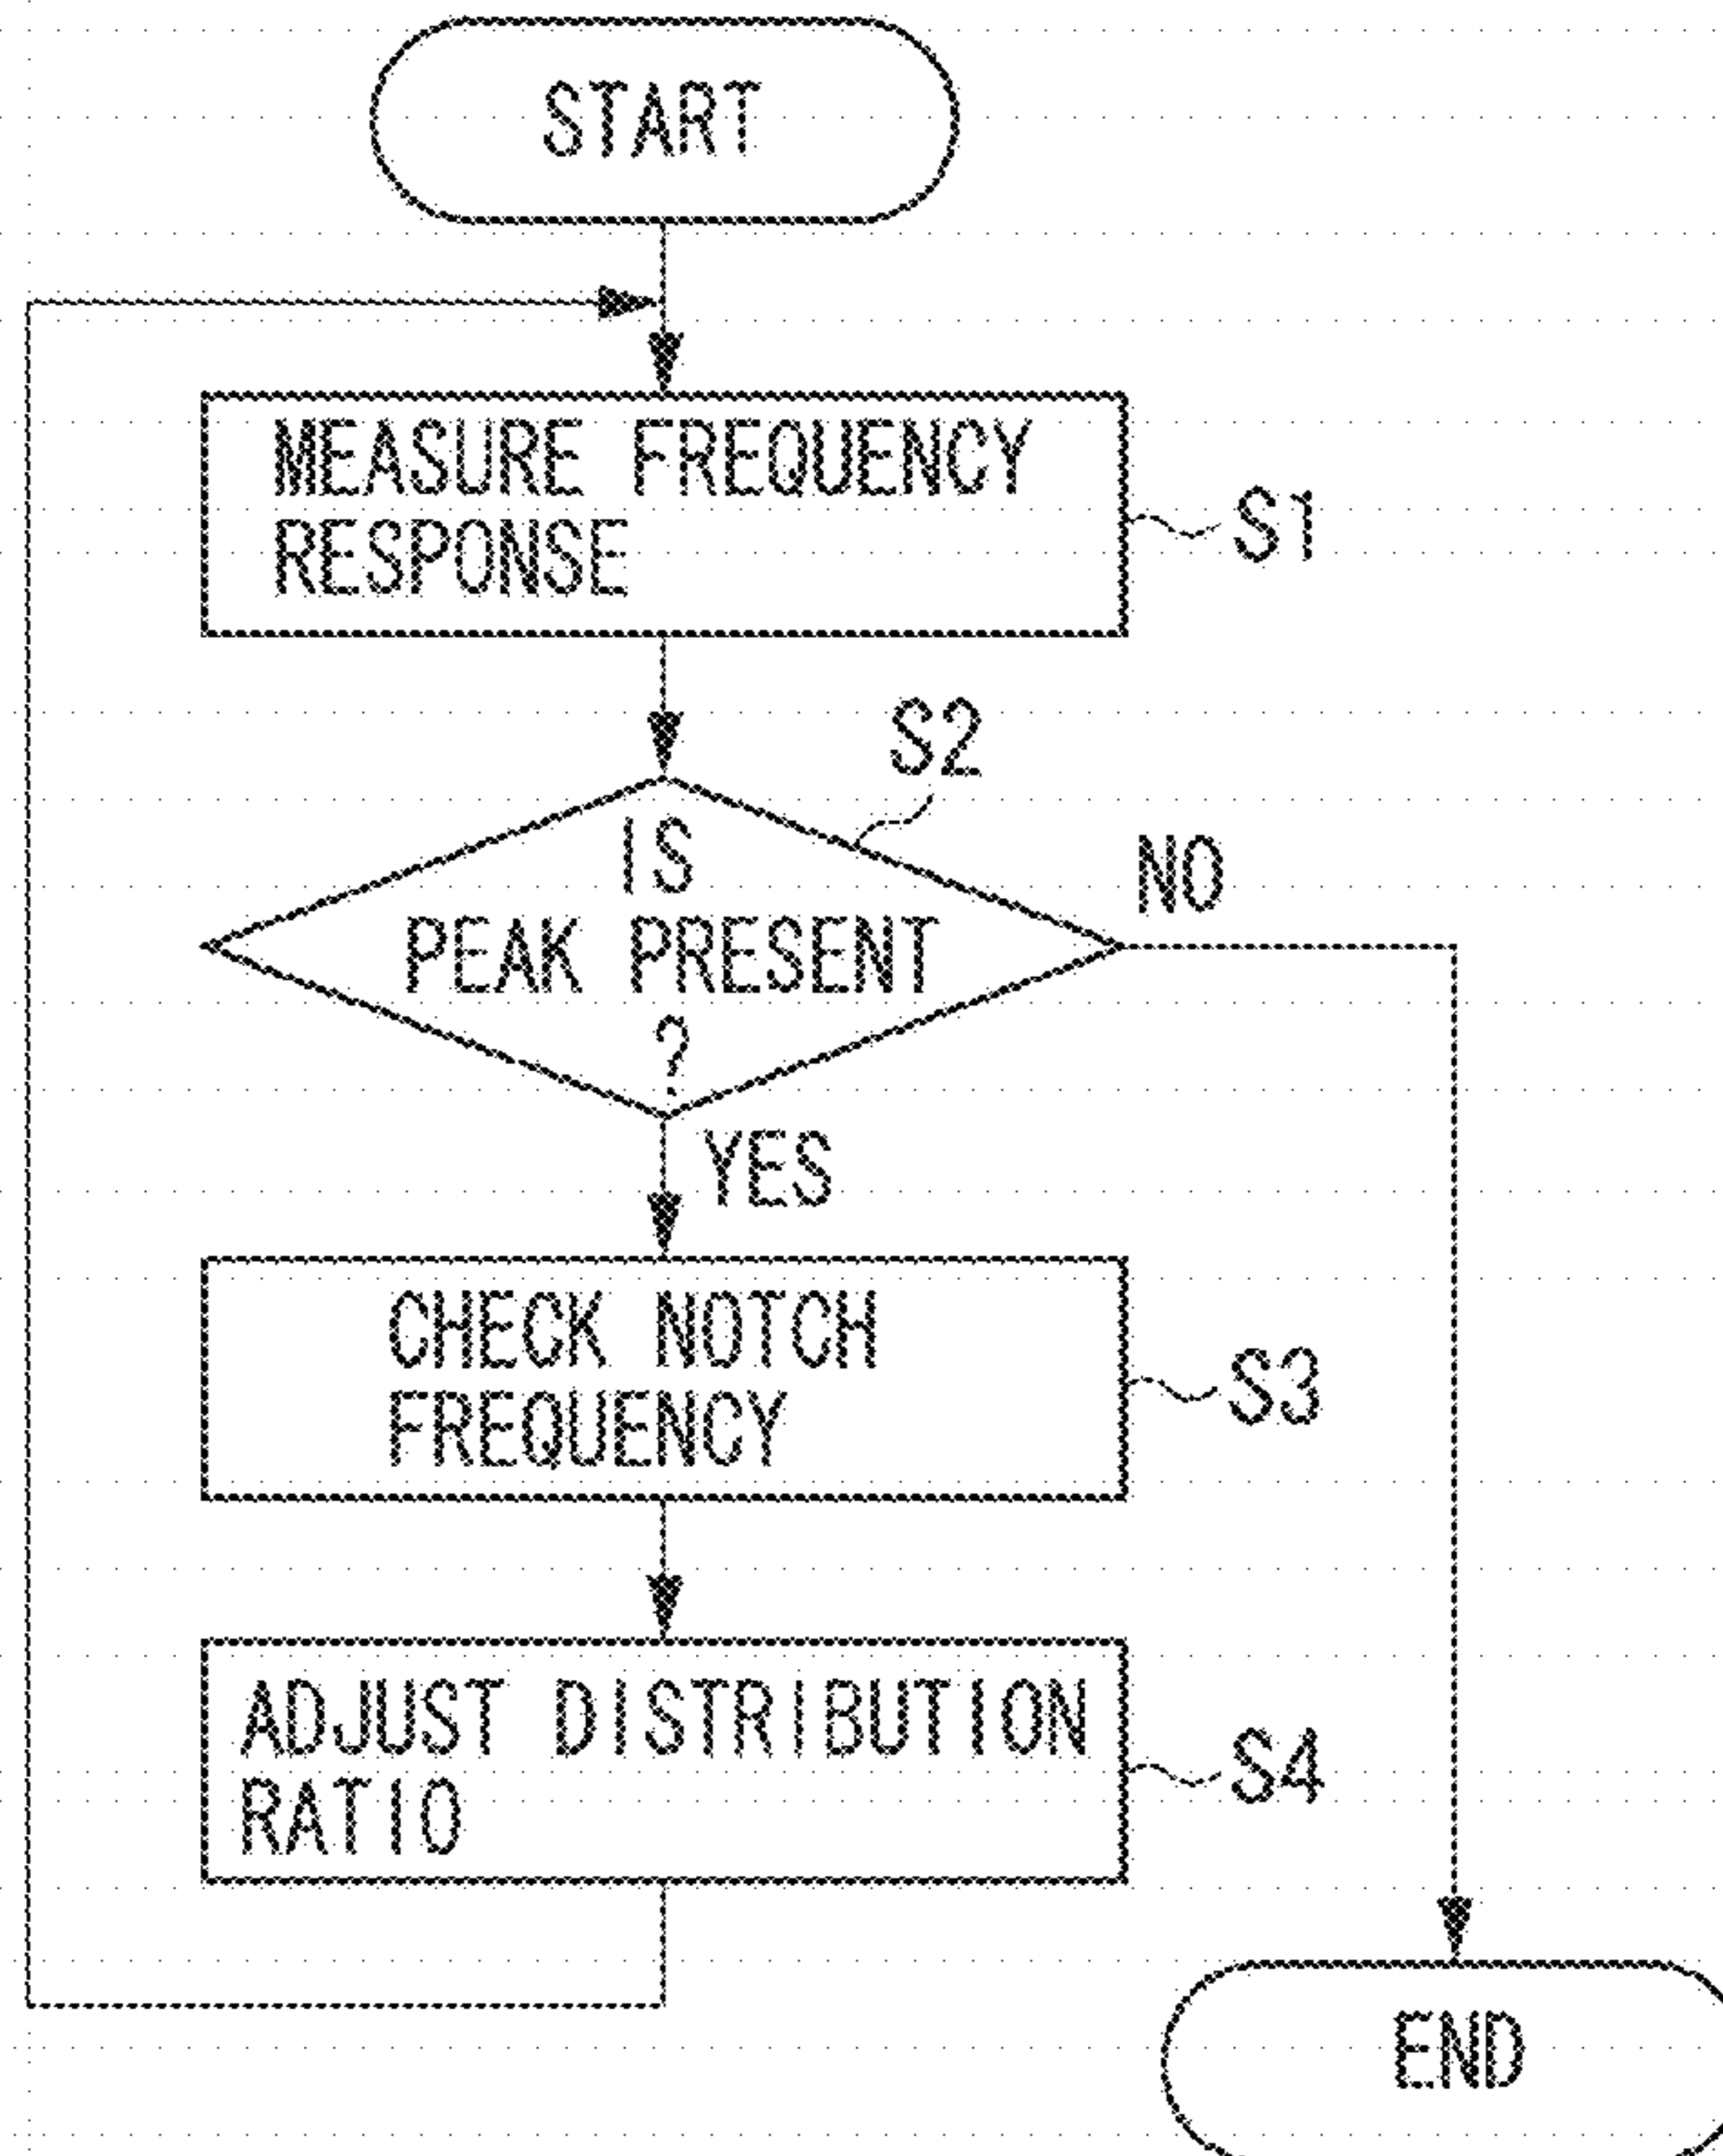 START
MEASURE FREQUENCY
RESPONSE
S1
S2
IS
PEAK PRESENT
?
NO
YES
CHECK NOTCH
FREQUENCY
S3
ADJUST DISTRIBUTION
RATIO
S4
END